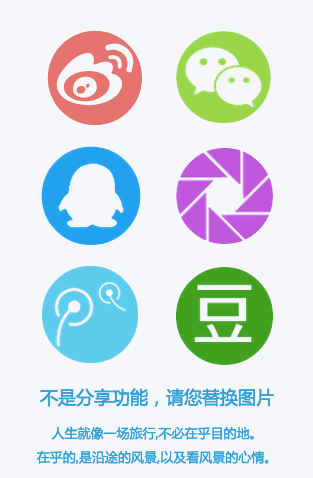 豆
不是分享功能，请您替换图片
人生就像一场旅行,不必在乎目的地。
在乎的,是沿途的风景,以及看风景的心情。